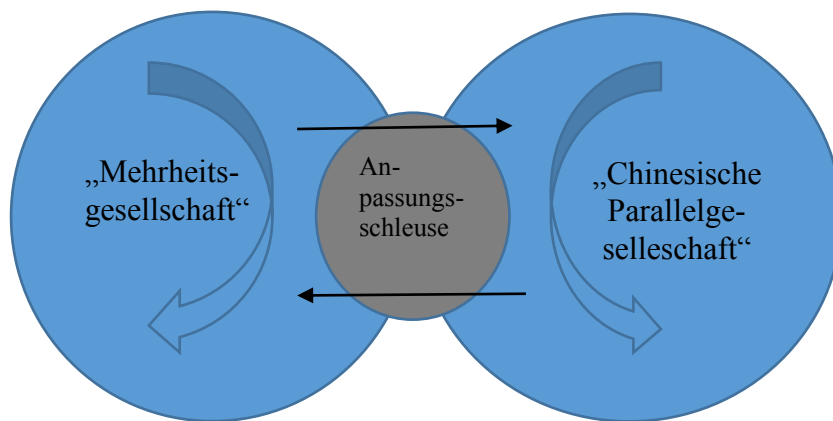 „Mehrheits-
gesellschaft“
An-
passungs-
schleuse
„Chinesische
Parallelge-
selleschaft“